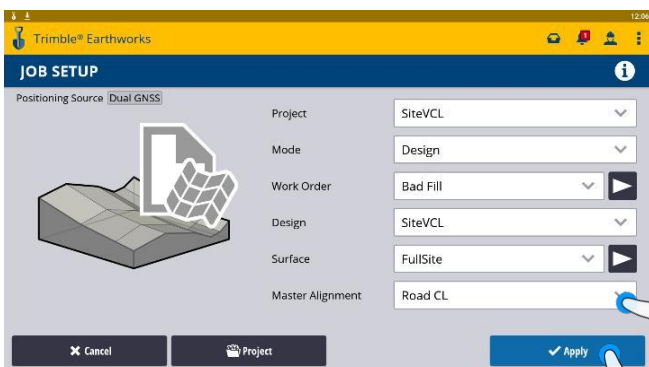 12:06
Trimble® Earthworks
1
JOB SETUP
Positioning Source Dual GNSS
Project SiteVCL
Mode Design
Work Order Bad Fill
Design SiteVCL
Surface FullSite
Master Alignment Road CL
Cancel Project Apply